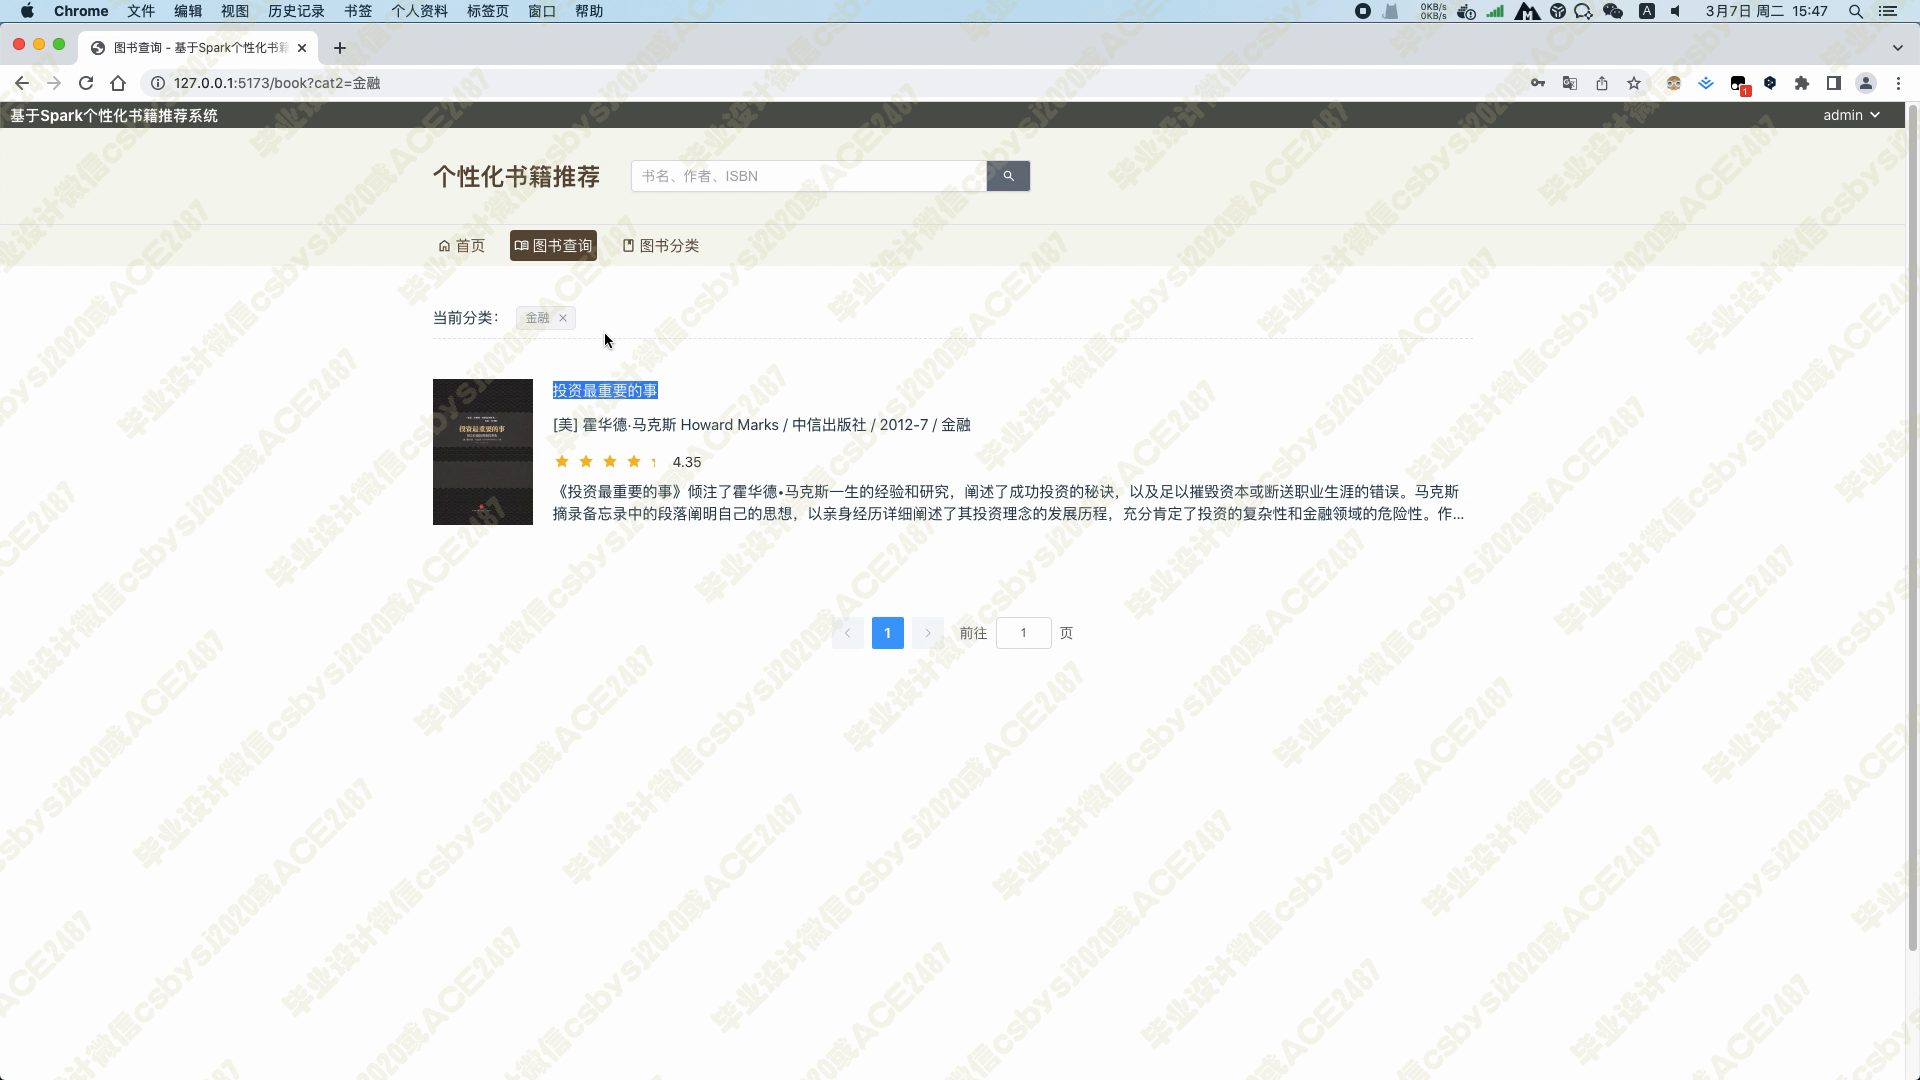 Chrome 文件 编辑 视图 历史记录 书签 个人资料 标签页 窗口 帮助
0KB/s
0KB/s
A
3月7日 周二 15:47
图书查询 - 基于Spark个性化书籍
127.0.0.1:5173/book?cat2=金融
1
基于Spark个性化书籍推荐系统
admin
个性化书籍推荐
书名、作者、ISBN
首页 图书查询 图书分类
当前分类： 金融
投资最重要的事
投资最重要的事
[美] 霍华德·马克斯 Howard Marks / 中信出版社 / 2012-7 / 金融
4.35
《投资最重要的事》倾注了霍华德•马克斯一生的经验和研究，阐述了成功投资的秘诀，以及足以摧毁资本或断送职业生涯的错误。马克斯
摘录备忘录中的段落阐明自己的思想，以亲身经历详细阐述了其投资理念的发展历程，充分肯定了投资的复杂性和金融领域的危险性。作...
1 前往 1 页
毕业设计微信csbysj2020或ACE2487